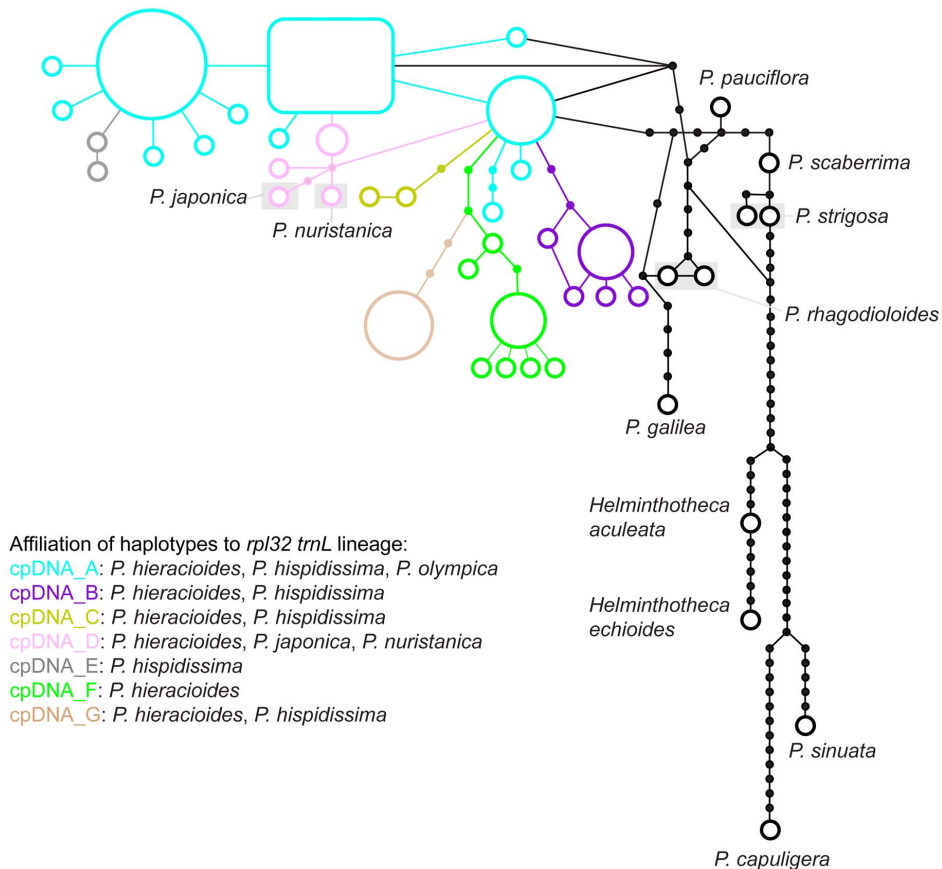 P. pauciflora
P. scaberrima
P. japonica
P. strigosa
P. nuristanica
P. rhagodioloides
P. galilea
Helminthotheca
aculeata
Affiliation of haplotypes to rpl32 trnL lineage:
cpDNA_A: P. hieracioides, P. hispidissima, P. olympica
cpDNA_B: P. hieracioides, P. hispidissima
cpDNA_C: P. hieracioides, P. hispidissima
cpDNA_D: P. hieracioides, P. japonica, P. nuristanica
cpDNA_E: P. hispidissima
cpDNA_F: P. hieracioides
cpDNA_G: P. hieracioides, P. hispidissima
Helminthotheca
echioides
P. sinuata
P. capuligera